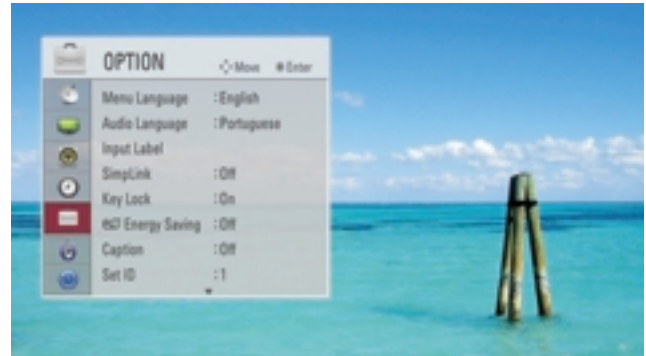 OPTION
Move Enter
Menu Language : English
Audio Language : Portuguese
Input Label
SimpLink : Off
Key Lock : On
Energy Saving : Off
Caption : Off
Set ID : 1